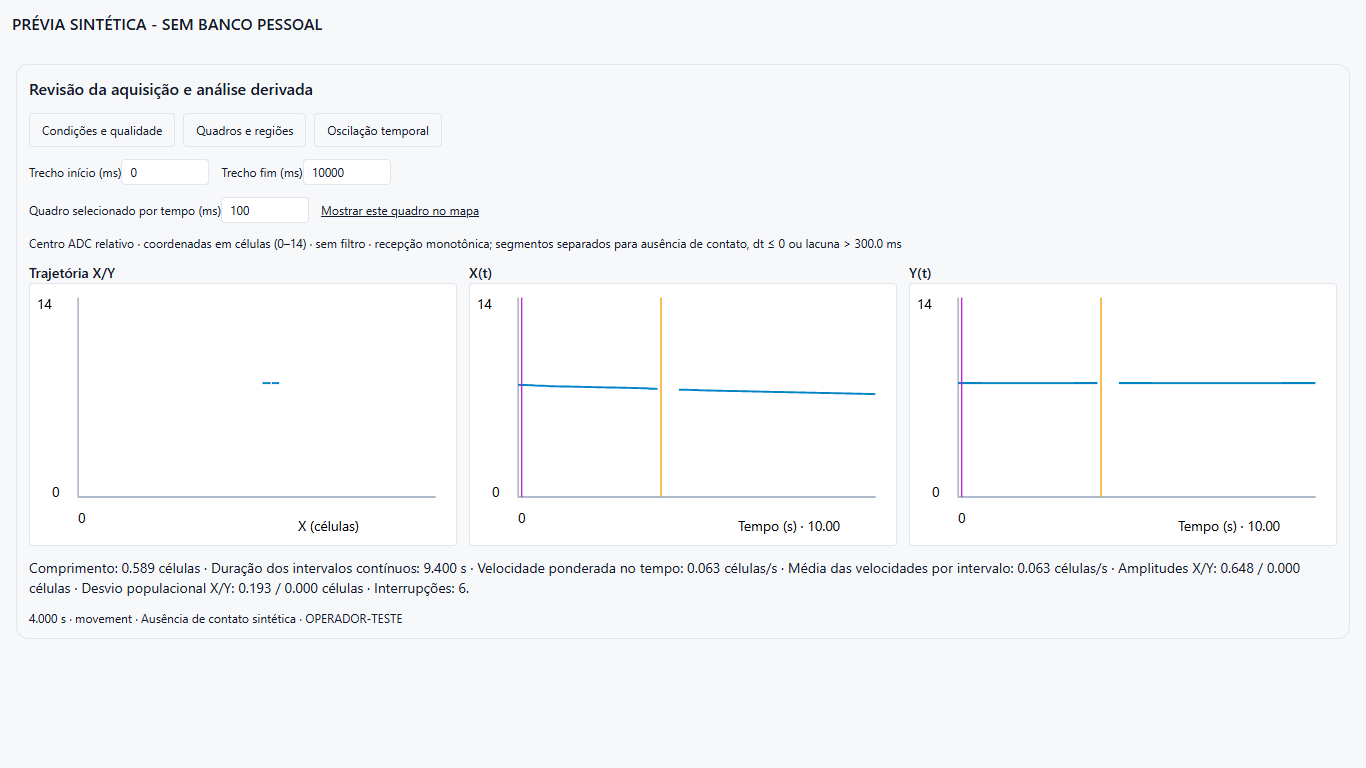 PRÉVIA SINTÉTICA - SEM BANCO PESSOAL
Revisão da aquisição e análise derivada
Condições e qualidade
Quadros e regiões
Oscilação temporal
Trecho início (ms) 0
Trecho fim (ms) 10000
Quadro selecionado por tempo (ms) 100
Mostrar este quadro no mapa
Centro ADC relativo · coordenadas em células (0–14) · sem filtro · recepção monotônica; segmentos separados para ausência de contato, dt ≤ 0 ou lacuna > 300.0 ms
Trajetória X/Y
14
0
0
X (células)
X(t)
14
0
0
Tempo (s) · 10.00
Y(t)
14
0
0
Tempo (s) · 10.00
Comprimento: 0.589 células · Duração dos intervalos contínuos: 9.400 s · Velocidade ponderada no tempo: 0.063 células/s · Média das velocidades por intervalo: 0.063 células/s · Amplitudes X/Y: 0.648 / 0.000
células · Desvio populacional X/Y: 0.193 / 0.000 células · Interrupções: 6.
4.000 s · movement · Ausência de contato sintética · OPERADOR-TESTE